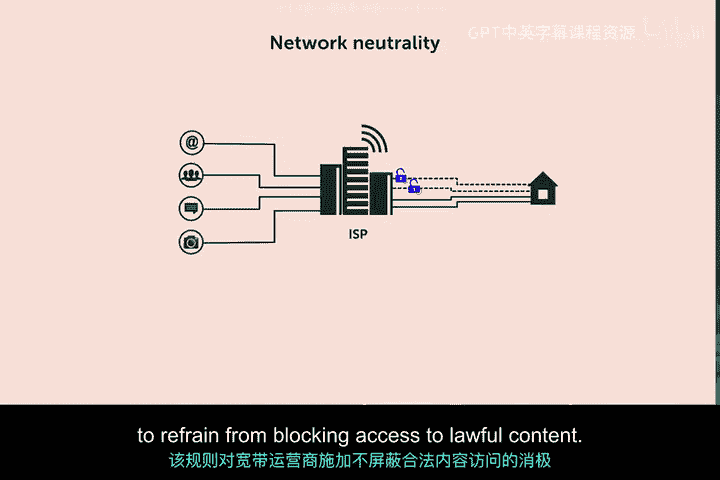 GPT中英字幕课程资源
Network neutrality
@
ISP
to refrain from blocking access to lawful content.
该规则对宽带运营商施加不屏蔽合法内容访问的消极